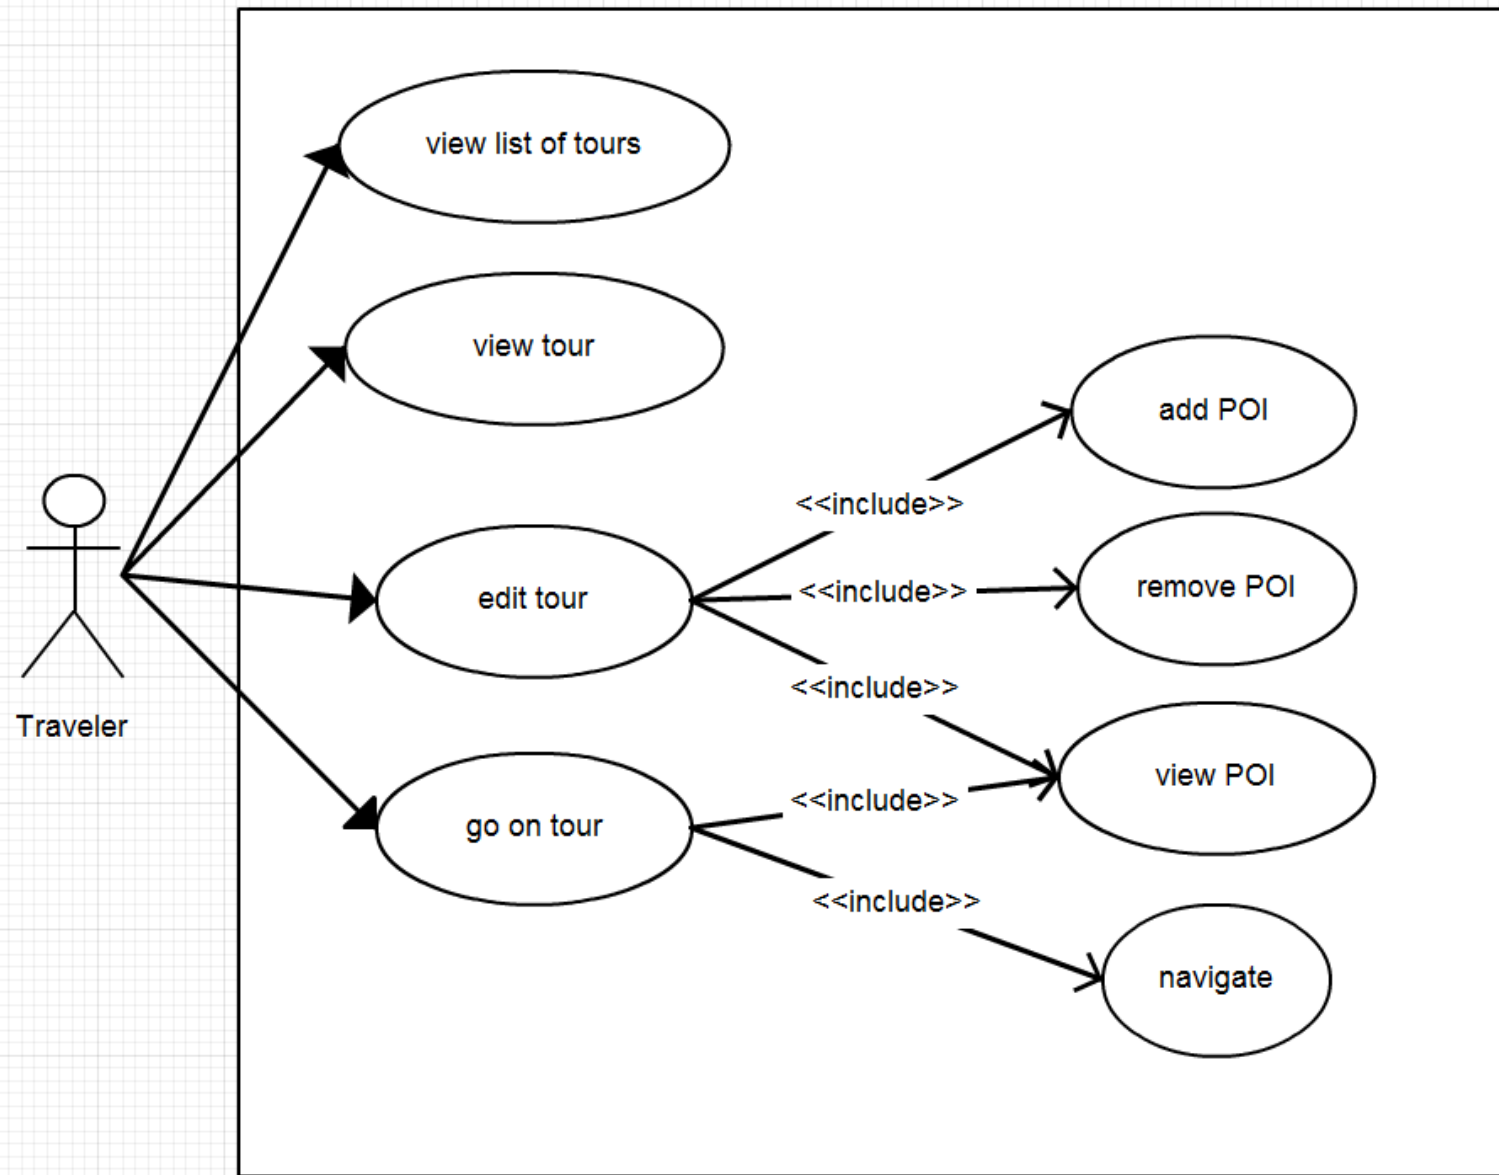 view list of tours
view tour
add POI
<<include>>
remove POI
<<include>>
edit tour
<<include>>
Traveler
view POI
<<include>>
go on tour
<<include>>
navigate